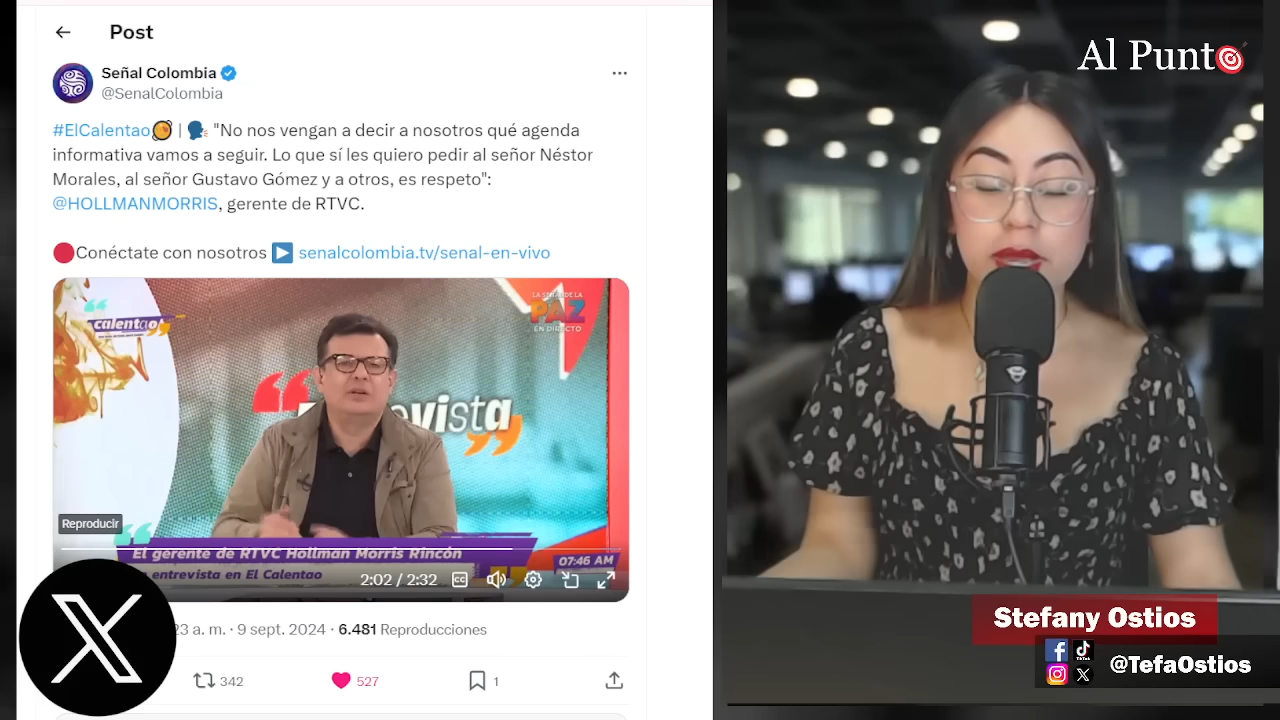 Post
Señal Colombia
@SenalColombia
#ElCalentao | "No nos vengan a decir a nosotros qué agenda
informativa vamos a seguir. Lo que sí les quiero pedir al señor Néstor
Morales, al señor Gustavo Gómez y a otros, es respeto":
@HOLLMANMORRIS, gerente de RTVC.
Conéctate con nosotros senalcolombia.tv/senal-en-vivo
calentao
LA SEÑAL DE LA
PAZ
EN DIRECTO
Reproducir
El gerente de RTVC Hollman Morris Rincón
entrevista en El Calentao
07:46 AM
2:02 / 2:32
CC
23 a. m. · 9 sept. 2024 · 6.481 Reproducciones
342
527
1
Al Punto
Stefany Ostios
@TefaOstios